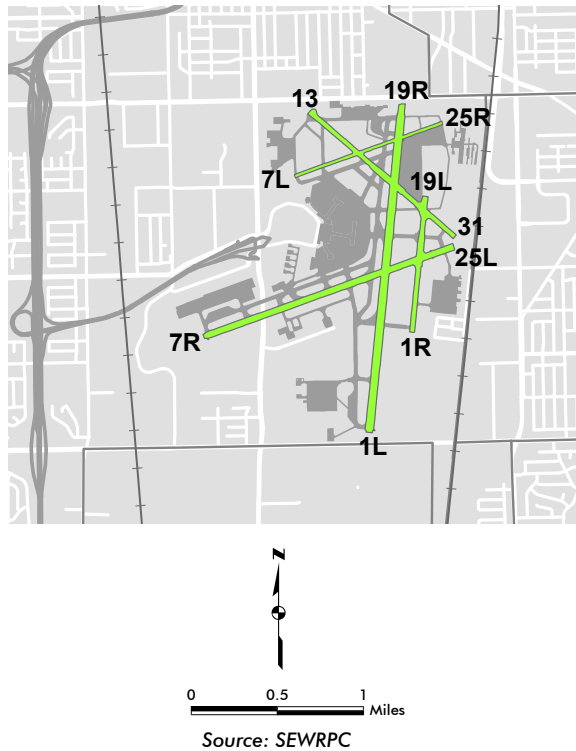 19R
13
25R
7L
19L
31
25L
7R
1R
1L
N
0 0.5 1
Miles
Source: SEWRPC